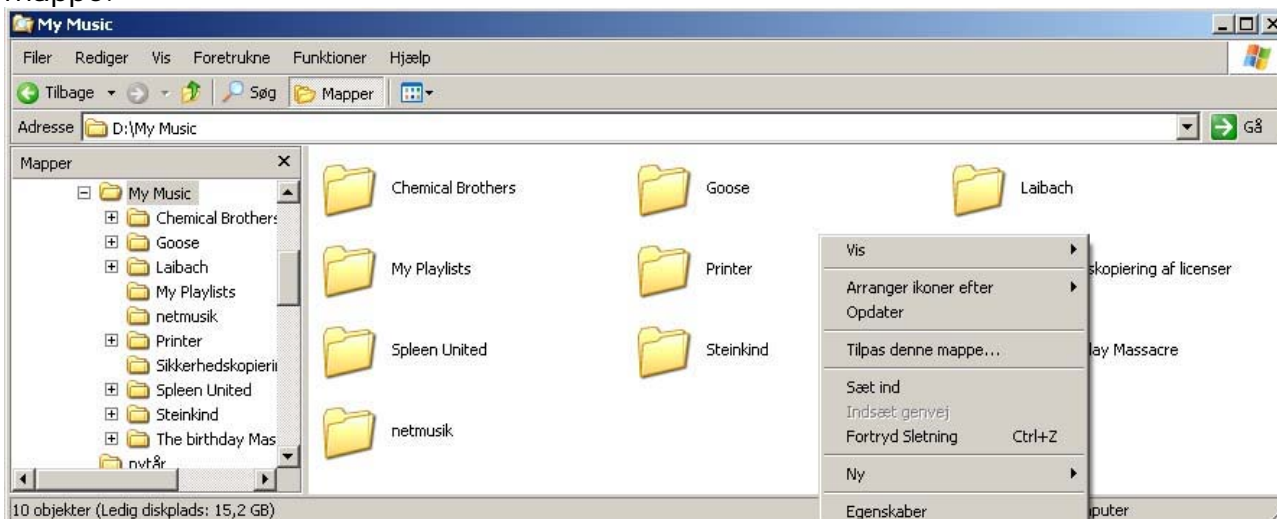 My Music
Filer Rediger Vis Foretrukne Funktioner Hjælp
Tilbage Søg Mapper
Adresse D:\My Music Gå
Mapper
My Music
Chemical Brothers
Goose
Laibach
My Playlists
netmusik
Printer
Sikkerhedskopieri
Spleen United
Steinkind
The birthday Mas
nytår
Chemical Brothers Goose Laibach
My Playlists Printer skopiering af licenser
Spleen United Steinkind lay Massacre
netmusik
Vis
Arranger ikoner efter
Opdater
Tilpas denne mappe...
Sæt ind
Indsæt genvej
Fortryd Sletning Ctrl+Z
Ny
Egenskaber
10 objekter (Ledig diskplads: 15,2 GB) puter